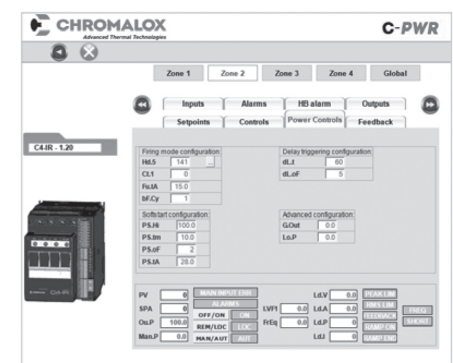 CHROMALOX
Advanced Thermal Technologies
C-PWR
Zone 1 Zone 2 Zone 3 Zone 4 Global
Inputs Alarms HB alarm Outputs
Setpoints Controls Power Controls Feedback
C4-IR - 1.20
Firing mode configuration: Delay triggering configuration:
Hd.5 141 ... dL.t 60
Ct.1 0 dL.oF 5
Fu.tA 15.0
bF.Cy 1
Softstart configuration: Advanced configuration:
PS.Hi 100.0 G.Out 0.0
PS.tm 10.0 Lo.P 0.0
PS.oF 2
PS.tA 28.0
PV 0 MAIN INPUT ERR Ld.V 0.0 PEAK LIM
SPA 0 ALARMS LVF1 0.0 Ld.A 0.0 RMS LIM FREQ
Ou.P 100.0 OFF/ON ON FrEq 0.0 Ld.P 0.0 FEEDBACK SHORT
REM/LOC LOC RAMP ON
Man.P 0.0 MAN/AUT AUT Ld.I 0 RAMP END